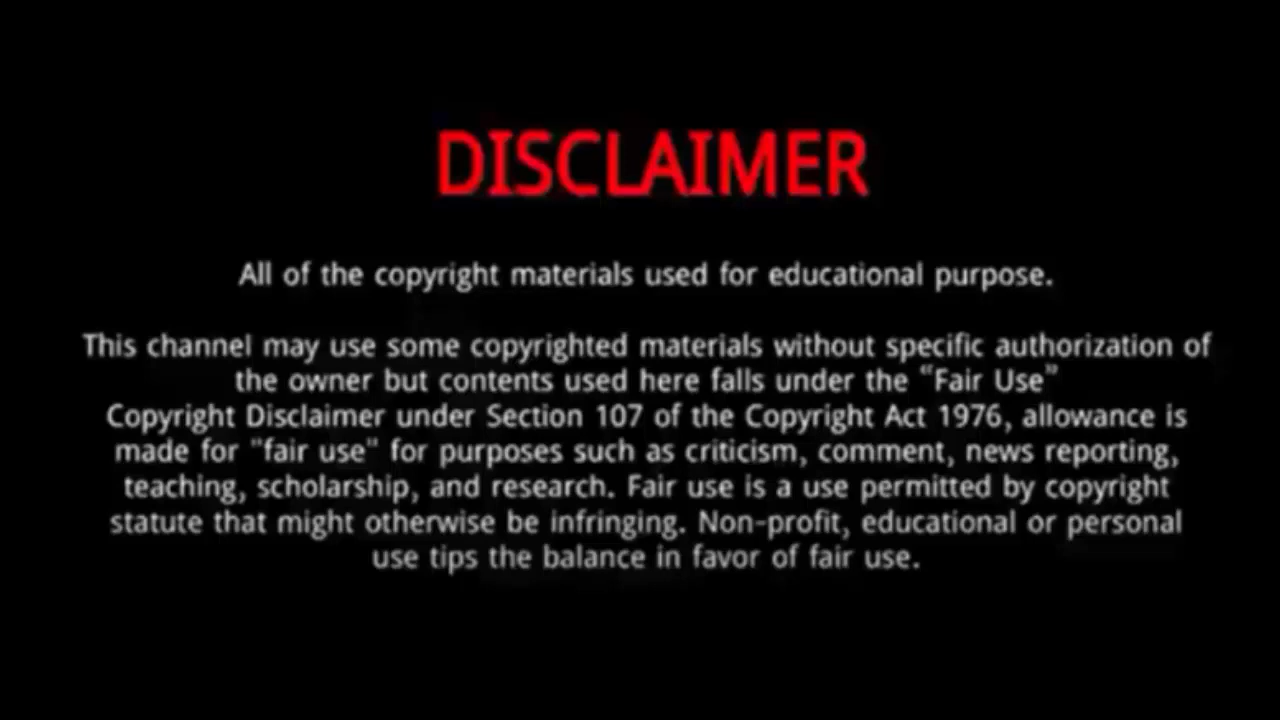 DISCLAIMER
All of the copyright materials used for educational purpose.
This channel may use some copyrighted materials without specific authorization of
the owner but contents used here falls under the “Fair Use”
Copyright Disclaimer under Section 107 of the Copyright Act 1976, allowance is
made for "fair use" for purposes such as criticism, comment, news reporting,
teaching, scholarship, and research. Fair use is a use permitted by copyright
statute that might otherwise be infringing. Non-profit, educational or personal
use tips the balance in favor of fair use.